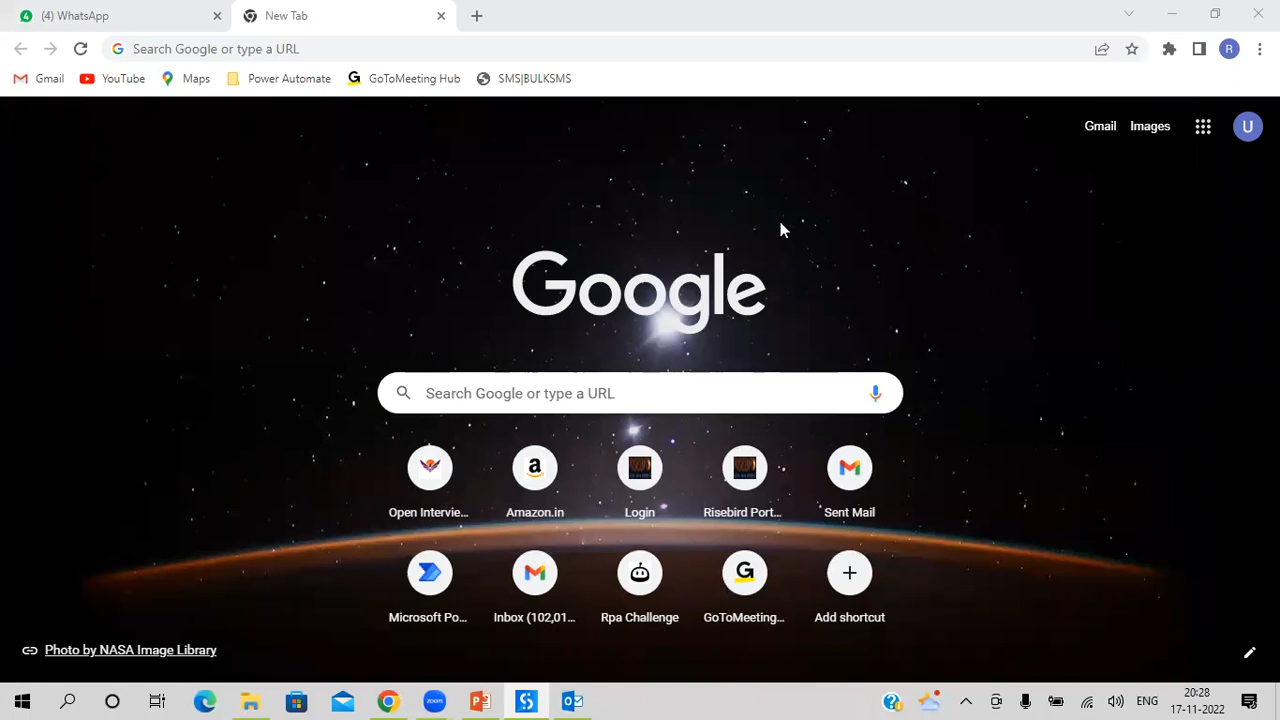 (4) WhatsApp
New Tab
Search Google or type a URL
R
Gmail
YouTube
Maps
Power Automate
GoToMeeting Hub
SMS|BULKSMS
Gmail
Images
U
Google
Search Google or type a URL
Open Intervie...
Amazon.in
Login
Risebird Port...
Sent Mail
Microsoft Po...
Inbox (102,01...
Rpa Challenge
GoToMeeting...
Add shortcut
Photo by NASA Image Library
zoom
ENG
20:28
17-11-2022